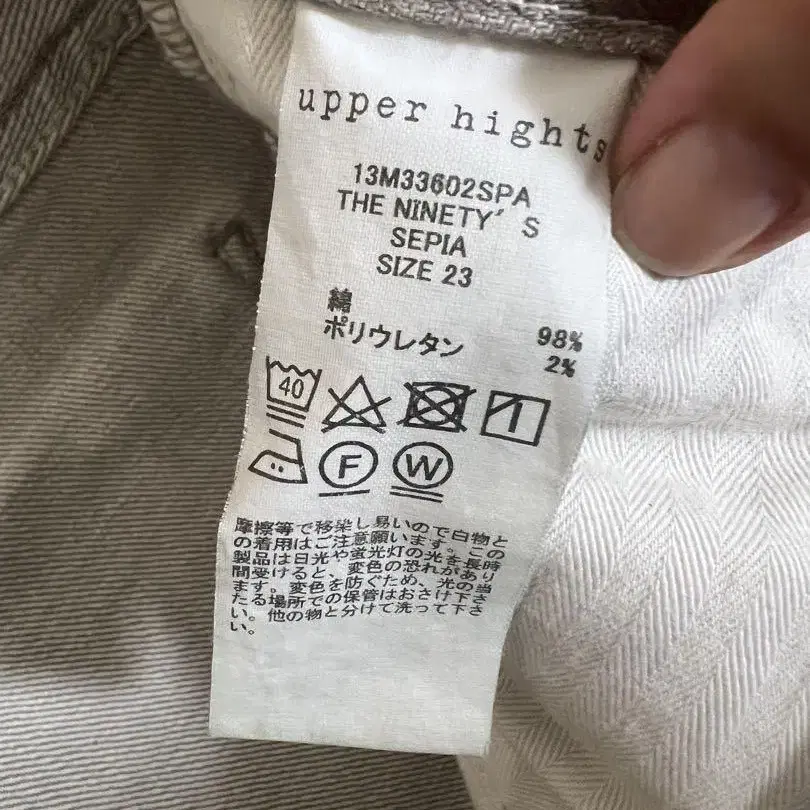 upper hights
13M33602SPA
THE NINETY'S
SEPIA
SIZE 23
綿 98%
ポリウレタン 2%
40
F W
摩擦等で移染し易いので白物と
の着用はご注意願います。この
製品は日光や蛍光灯の光を長時
間受けると、変色の恐れがあり
ます。変色を防ぐため、光の当
たる場所での保管はおさけ下さ
い。他の物と分けて洗って下さ
い。